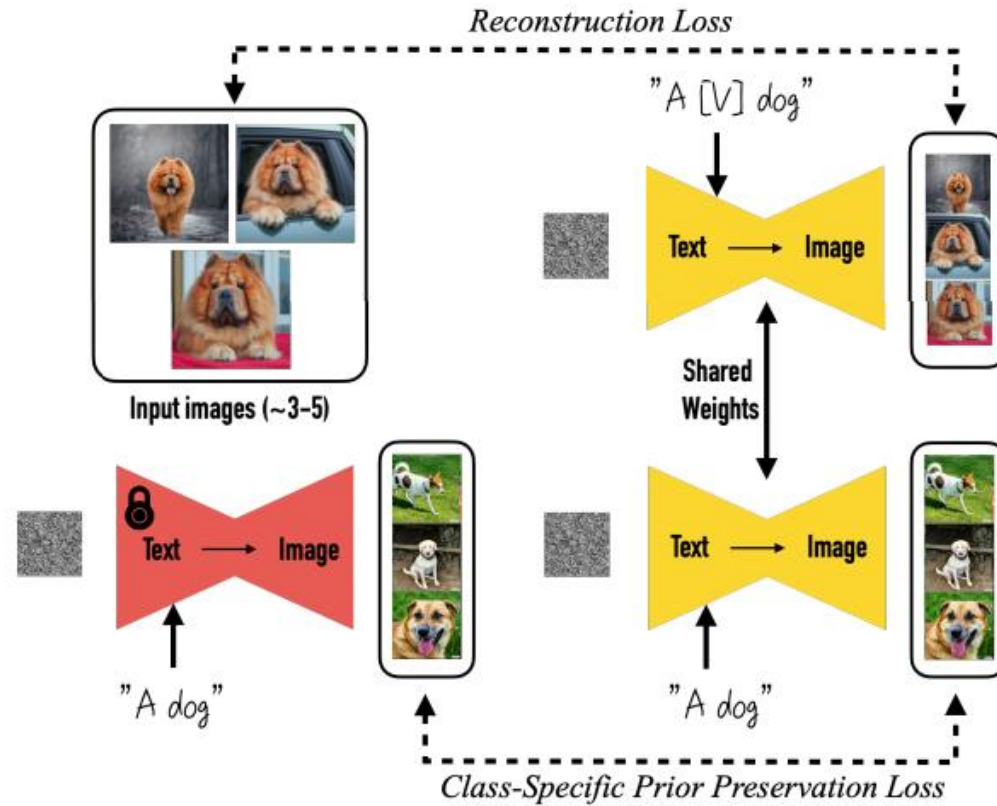 Reconstruction Loss
"A [V] dog"
Text → Image
Input images (~3-5)
Shared
Weights
Text → Image
Text → Image
"A dog"
"A dog"
Class-Specific Prior Preservation Loss